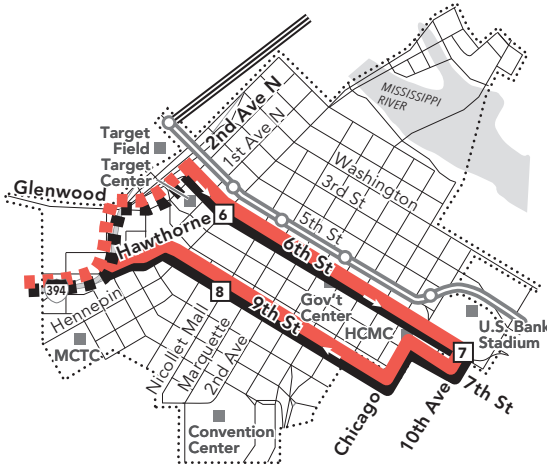 2nd Ave N
1st Ave N
MISSISSIPPI
RIVER
Target
Field
Target
Center
Washington
3rd St
Glenwood
Hawthorne
6
5th St
6th St
394
8
Gov't
Center
9th St
HCMC
U.S. Bank
Stadium
Hennepin
MCTC
Nicollet Mall
Marquette
2nd Ave
7
7th St
Chicago
10th Ave
Convention
Center